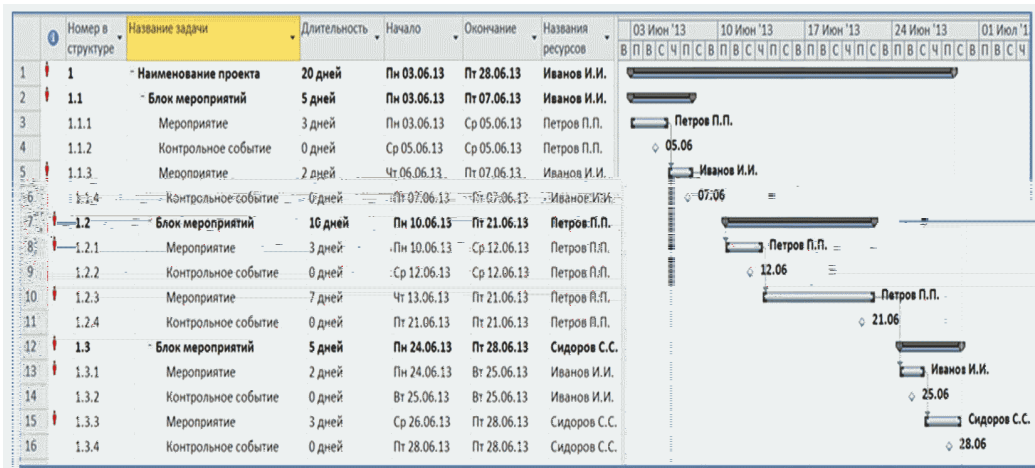 Номер в структуре Название задачи Длительность Начало Окончание Названия ресурсов 03 Июн '13 10 Июн '13 17 Июн '13 24 Июн '13 01 Июл '1
В П В С Ч П С В П В С Ч П С В П В С Ч П С В П В С Ч П С В П В С Ч
1 1 Наименование проекта 20 дней Пн 03.06.13 Пт 28.06.13 Иванов И.И.
2 1.1 Блок мероприятий 5 дней Пн 03.06.13 Пт 07.06.13 Иванов И.И.
3 1.1.1 Мероприятие 3 дней Пн 03.06.13 Ср 05.06.13 Петров П.П. Петров П.П.
4 1.1.2 Контрольное событие 0 дней Ср 05.06.13 Ср 05.06.13 Петров П.П. 05.06
5 1.1.3 Мероприятие 2 дней Чт 06.06.13 Пт 07.06.13 Иванов И.И. Иванов И.И.
6 1.1.4 Контрольное событие 0 дней Пт 07.06.13 Пт 07.06.13 Иванов И.И. 07.06
7 1.2 Блок мероприятий 10 дней Пн 10.06.13 Пт 21.06.13 Петров П.П.
8 1.2.1 Мероприятие 3 дней Пн 10.06.13 Ср 12.06.13 Петров П.П. Петров П.П.
9 1.2.2 Контрольное событие 0 дней Ср 12.06.13 Ср 12.06.13 Петров П.П. 12.06
10 1.2.3 Мероприятие 7 дней Чт 13.06.13 Пт 21.06.13 Петров П.П. Петров П.П.
11 1.2.4 Контрольное событие 0 дней Пт 21.06.13 Пт 21.06.13 Петров П.П. 21.06
12 1.3 Блок мероприятий 5 дней Пн 24.06.13 Пт 28.06.13 Сидоров С.С.
13 1.3.1 Мероприятие 2 дней Пн 24.06.13 Вт 25.06.13 Иванов И.И. Иванов И.И.
14 1.3.2 Контрольное событие 0 дней Вт 25.06.13 Вт 25.06.13 Иванов И.И. 25.06
15 1.3.3 Мероприятие 3 дней Ср 26.06.13 Пт 28.06.13 Сидоров С.С. Сидоров С.С.
16 1.3.4 Контрольное событие 0 дней Пт 28.06.13 Пт 28.06.13 Сидоров С.С. 28.06